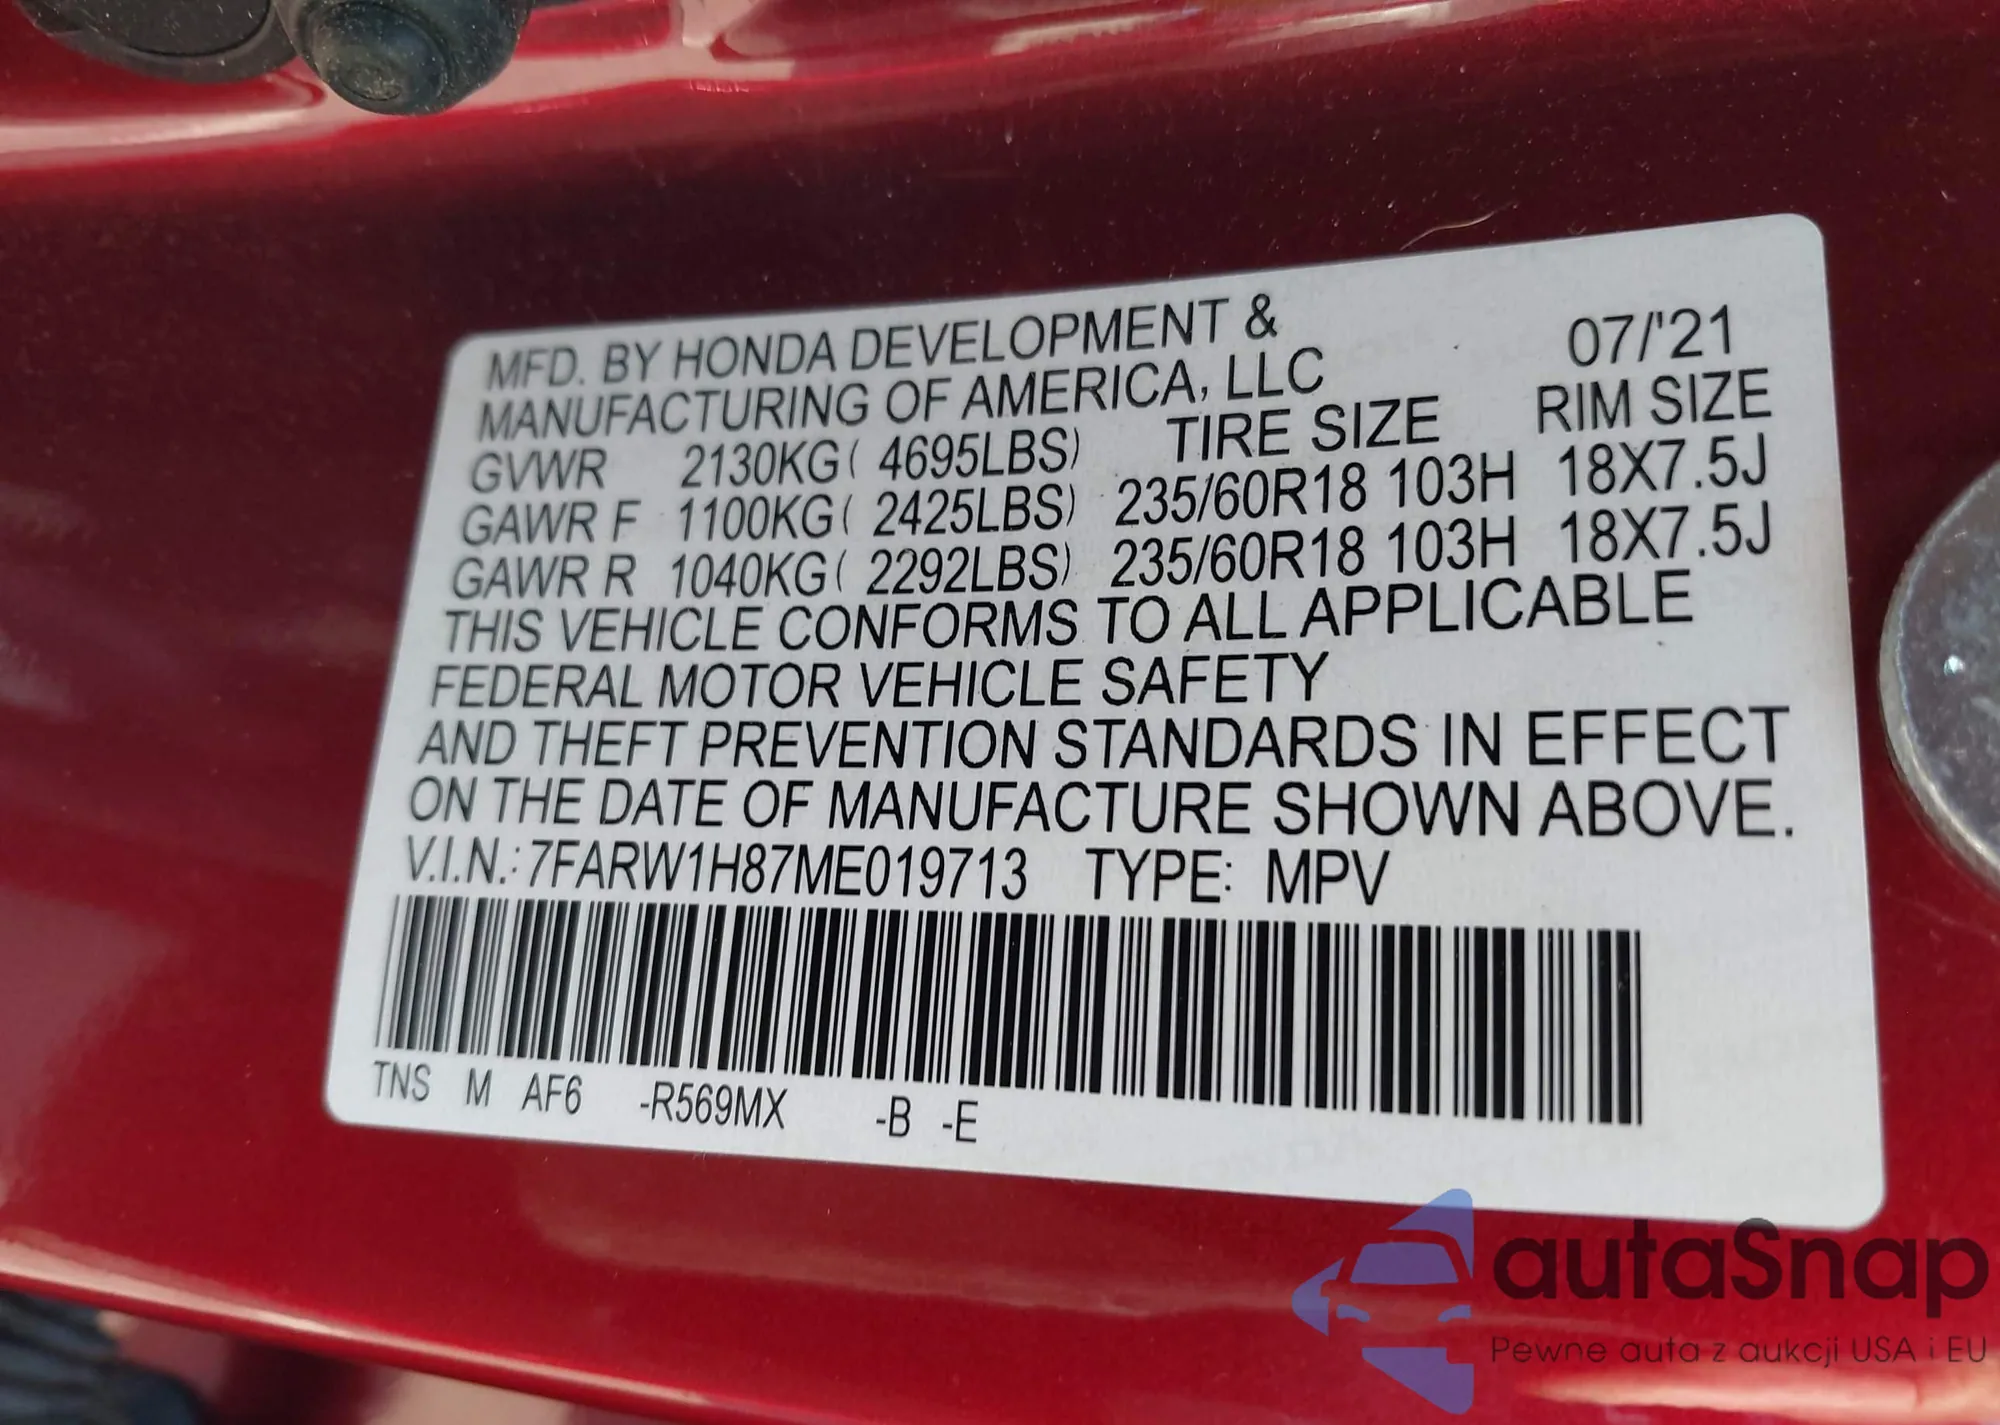 MFD. BY HONDA DEVELOPMENT &
MANUFACTURING OF AMERICA, LLC 07/'21
GVWR 2130KG( 4695LBS) TIRE SIZE RIM SIZE
GAWR F 1100KG( 2425LBS) 235/60R18 103H 18X7.5J
GAWR R 1040KG( 2292LBS) 235/60R18 103H 18X7.5J
THIS VEHICLE CONFORMS TO ALL APPLICABLE
FEDERAL MOTOR VEHICLE SAFETY
AND THEFT PREVENTION STANDARDS IN EFFECT
ON THE DATE OF MANUFACTURE SHOWN ABOVE.
V.I.N.: 7FARW1H87ME019713 TYPE: MPV
TNS M AF6 -R569MX -B -E
autaSnap
Pewne auta z aukcji USA i EU